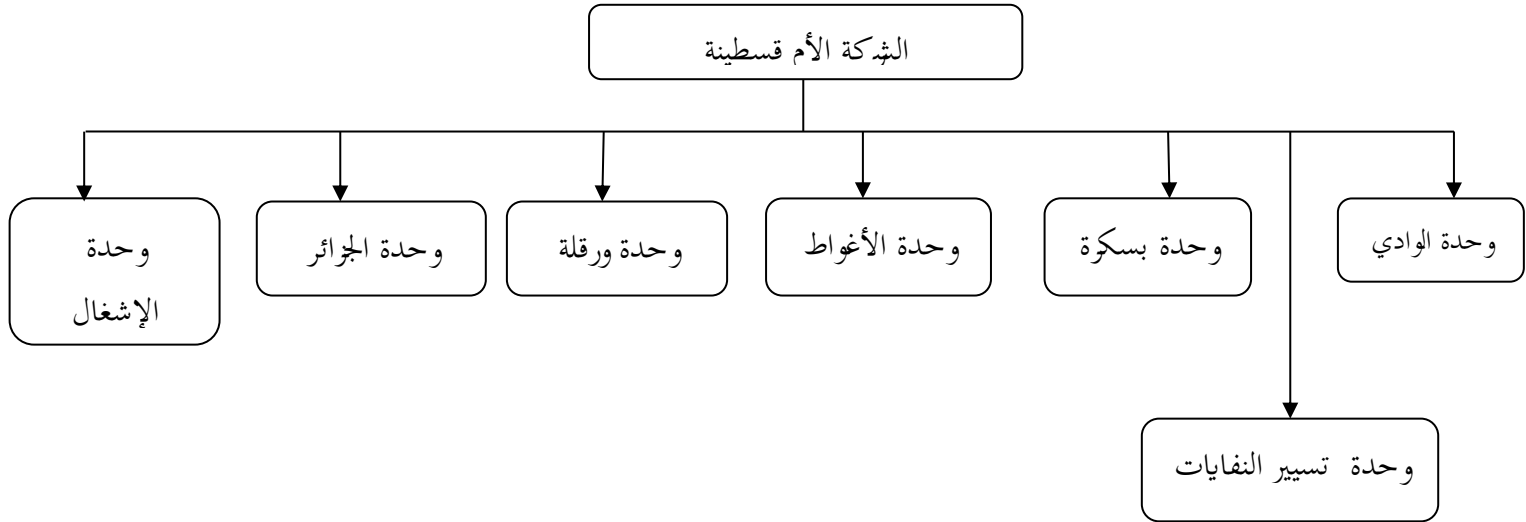 الشركة الأم قسطينة
وحدة الوادي
وحدة بسكرة
وحدة الأغواط
وحدة ورقلة
وحدة الجزائر
وحدة
الإشغال
وحدة تسيير النفايات